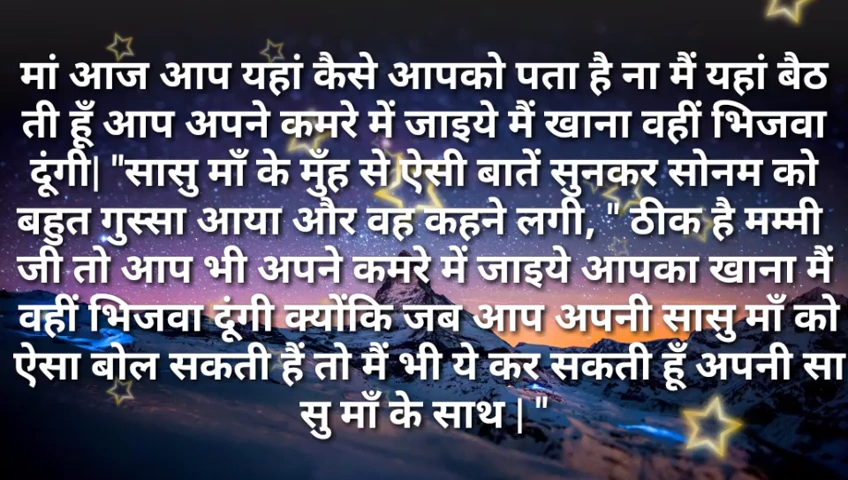 मां आज आप यहां कैसे आपको पता है ना मैं यहां बैठ
ती हूँ आप अपने कमरे में जाइये मैं खाना वहीं भिजवा
दूंगी| "सासु माँ के मुँह से ऐसी बातें सुनकर सोनम को
बहुत गुस्सा आया और वह कहने लगी, " ठीक है मम्मी
जी तो आप भी अपने कमरे में जाइये आपका खाना मैं
वहीं भिजवा दूंगी क्योंकि जब आप अपनी सासु माँ को
ऐसा बोल सकती हैं तो मैं भी ये कर सकती हूँ अपनी सा
सु माँ के साथ | "